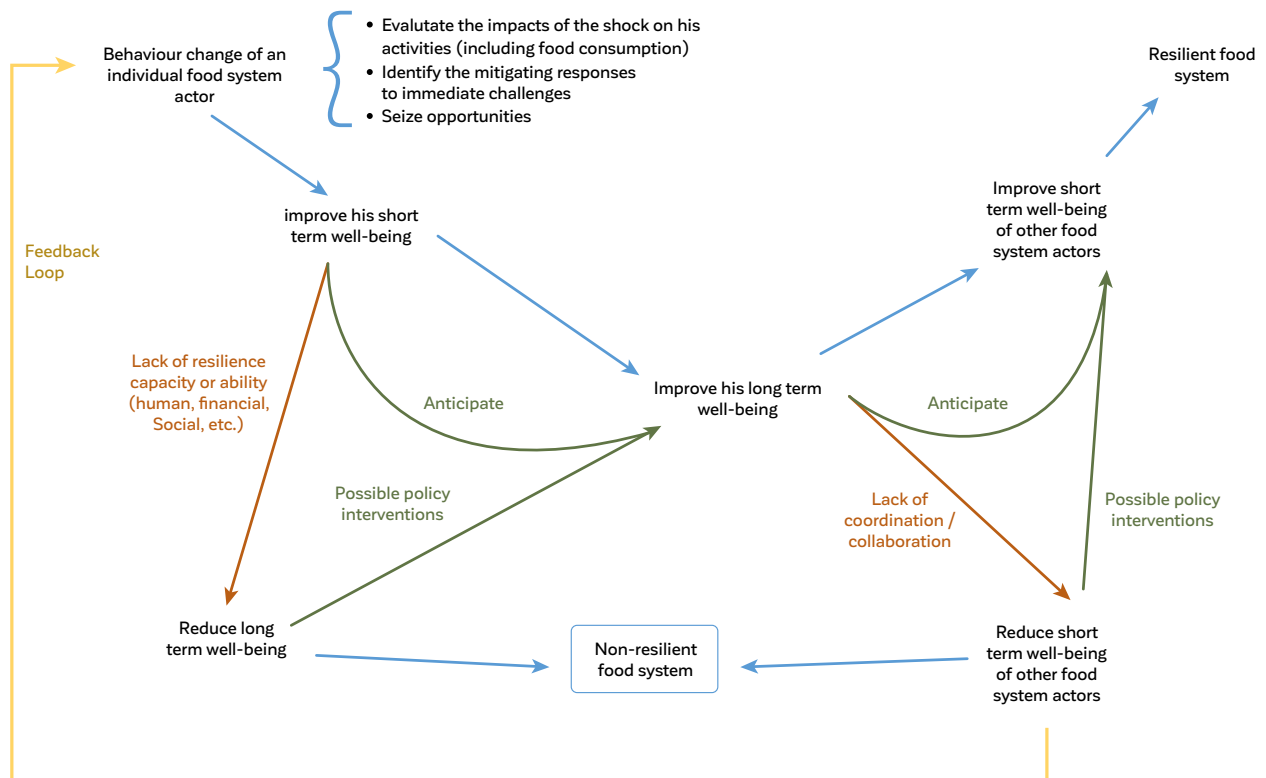 Behaviour change of an
individual food system
actor
• Evalutate the impacts of the shock on his
activities (including food consumption)
• Identify the mitigating responses
to immediate challenges
• Seize opportunities
Resilient food
system
improve his short
term well-being
Improve short
term well-being
of other food
system actors
Feedback
Loop
Lack of resilience
capacity or ability
(human, financial,
Social, etc.)
Anticipate
Improve his long term
well-being
Anticipate
Possible policy
interventions
Lack of
coordination /
collaboration
Possible policy
interventions
Reduce long
term well-being
Non-resilient
food system
Reduce short
term well-being
of other food
system actors